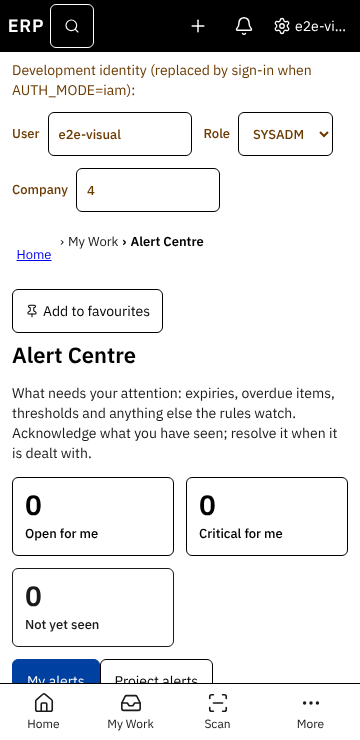 ERP e2e-vi...
Development identity (replaced by sign-in when
AUTH_MODE=iam):
User e2e-visual Role SYSADM
Company 4
Home › My Work › Alert Centre
Add to favourites
Alert Centre
What needs your attention: expiries, overdue items,
thresholds and anything else the rules watch.
Acknowledge what you have seen; resolve it when it
is dealt with.
0 0
Open for me Critical for me
0
Not yet seen
My alerts Project alerts
Home My Work Scan More